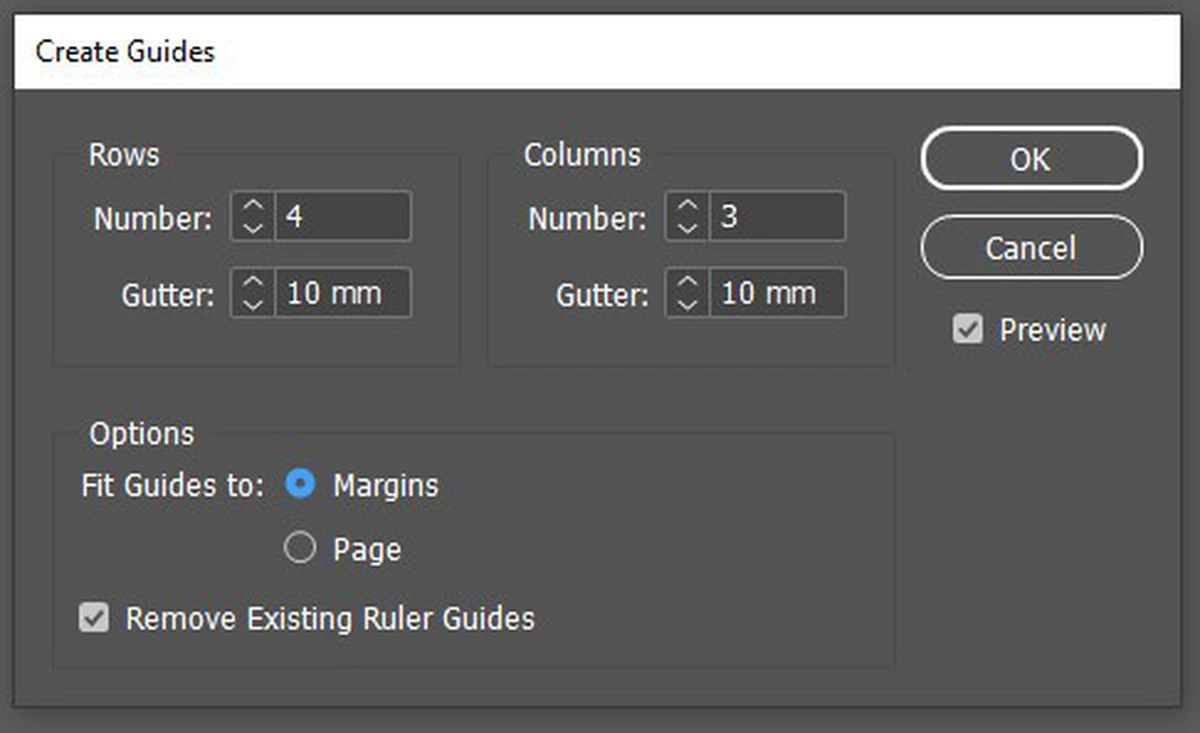 Create Guides
Rows
Number: 4
Gutter: 10 mm
Columns
Number: 3
Gutter: 10 mm
OK
Cancel
Preview
Options
Fit Guides to: Margins
Page
Remove Existing Ruler Guides